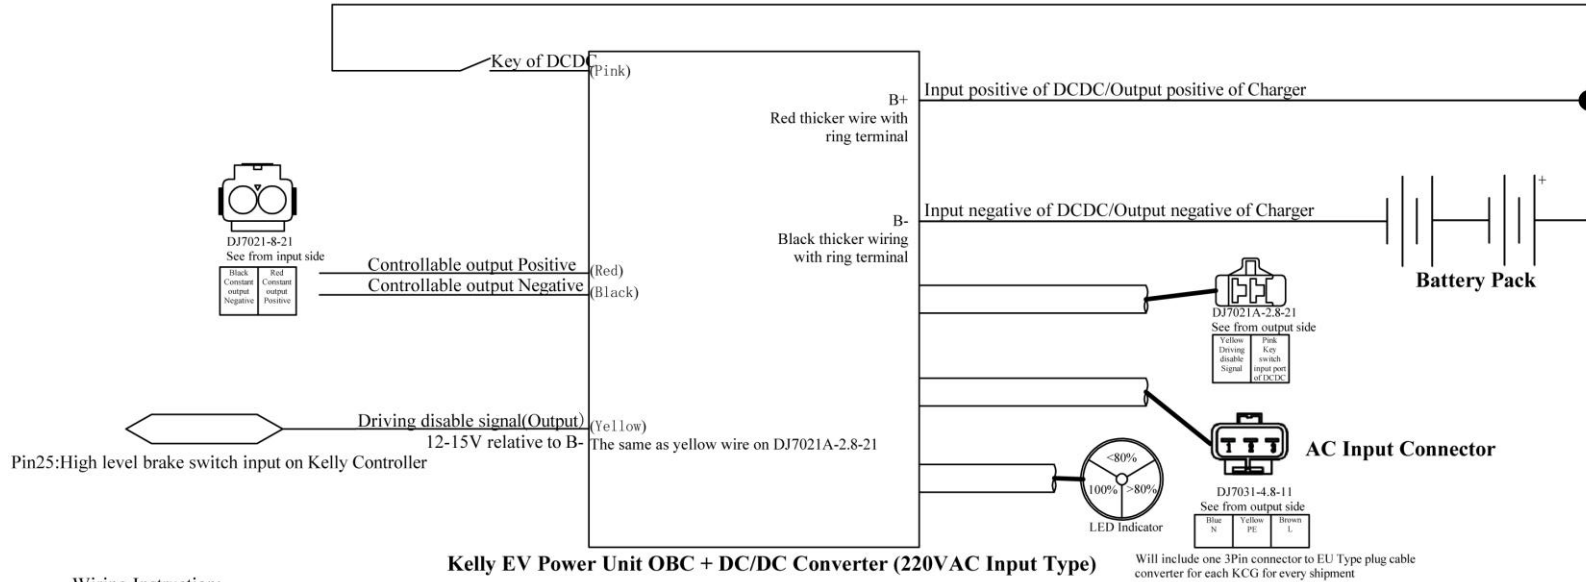 Key of DCDC
(Pink)
Input positive of DCDC/Output positive of Charger
B+
Red thicker wire with
ring terminal
Input negative of DCDC/Output negative of Charger
B-
Black thicker wiring
with ring terminal
+
Battery Pack
DJ7021-8-21
See from input side
Black Constant output Negative
Red Constant output Positive
Controllable output Positive
(Red)
Controllable output Negative
(Black)
DJ7021A-2.8-21
See from output side
Yellow Driving disable Signal
Pink Key switch input port of DCDC
Driving disable signal(Output)
(Yellow)
12-15V relative to B-
The same as yellow wire on DJ7021A-2.8-21
Pin25:High level brake switch input on Kelly Controller
1 2 3
AC Input Connector
DJ7031-4.8-11
See from output side
Blue N
Yellow PE
Brown L
<80%
100%
>80%
LED Indicator
Kelly EV Power Unit OBC + DC/DC Converter (220VAC Input Type)
Will include one 3Pin connector to EU Type plug cable
converter for each KCG for every shipment
Wiring Instruction: